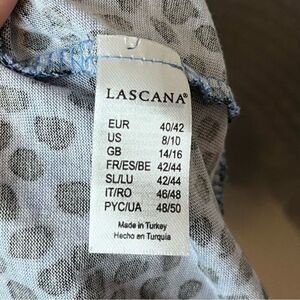 LASCANA®
EUR 40/42
US 8/10
GB 14/16
FR/ES/BE 42/44
SL/LU 42/44
IT/RO 46/48
PYC/UA 48/50
Made in Turkey
Hecho en Turquía